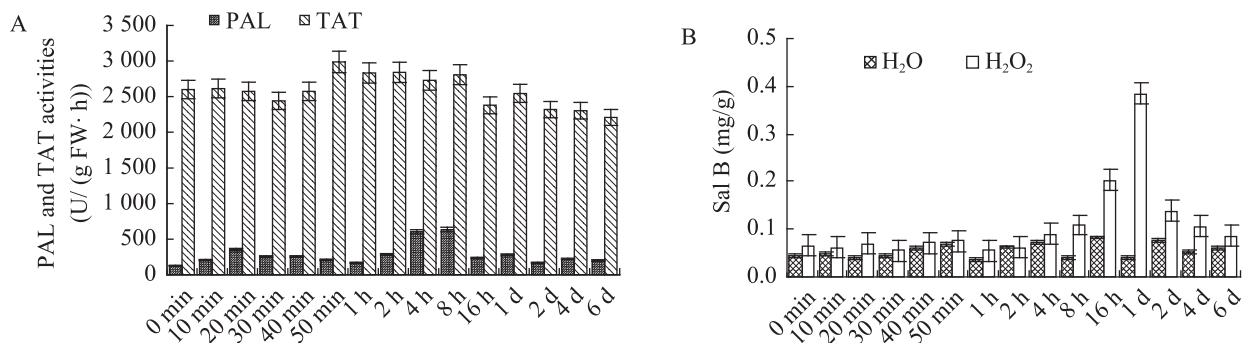 A
PAL TAT
PAL and TAT activities
(U/ (g FW· h))
3 500
3 000
2 500
2 000
1 500
1 000
500
0
0 min 10 min 20 min 30 min 40 min 50 min 1 h 2 h 4 h 8 h 16 h 1 d 2 d 4 d 6 d
B
H₂O H₂O₂
Sal B (mg/g)
0.5
0.4
0.3
0.2
0.1
0.0
0 min 10 min 20 min 30 min 40 min 50 min 1 h 2 h 4 h 8 h 16 h 1 d 2 d 4 d 6 d